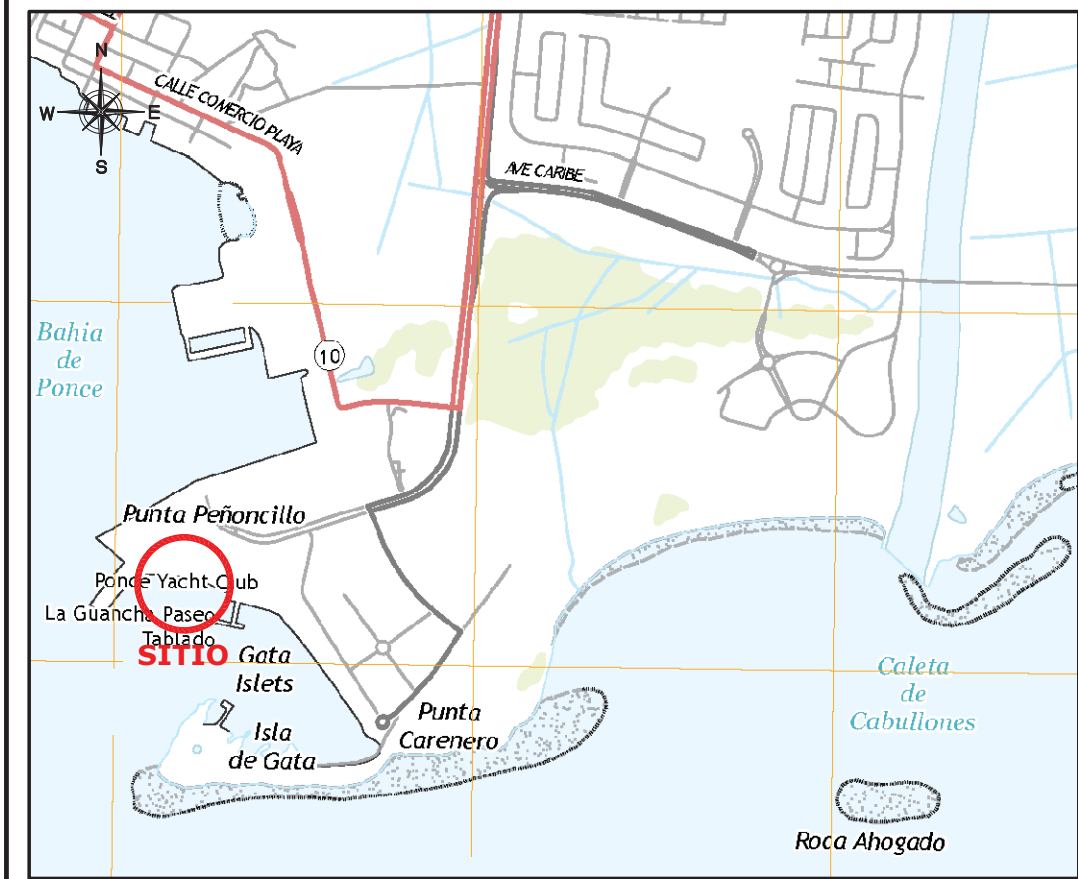 N
W
E
S
CALLE COMERCIO PLAYA
AVE CARIBE
Bahia
de
Ponce
10
Punta Peñoncillo
Ponce Yacht Club
La Guancha Paseo
Tablado
SITIO
Gata
Islets
Isla
de Gata
Punta
Carenero
Caleta
de
Cabullones
Roca Ahogado